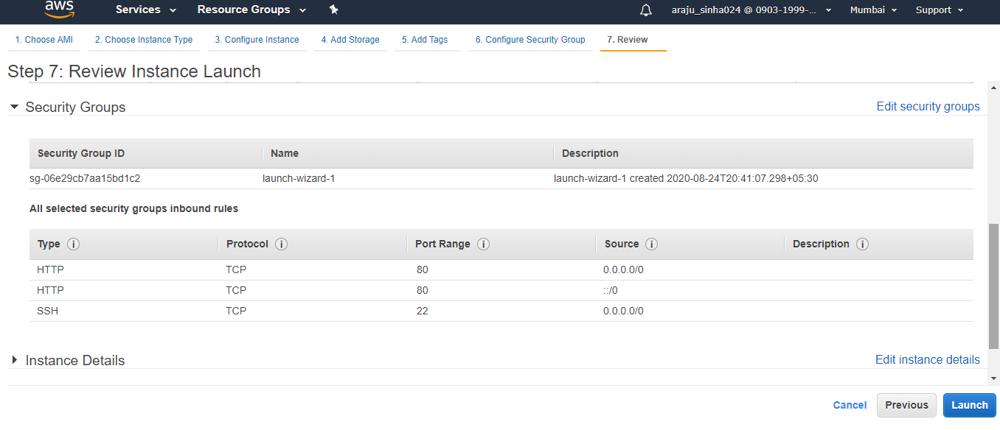 aws Services Resource Groups araju_sinha024 @ 0903-1999-... Mumbai Support
1. Choose AMI 2. Choose Instance Type 3. Configure Instance 4. Add Storage 5. Add Tags 6. Configure Security Group 7. Review
Step 7: Review Instance Launch
Security Groups Edit security groups
Security Group ID Name Description
sg-06e29cb7aa15bd1c2 launch-wizard-1 launch-wizard-1 created 2020-08-24T20:41:07.298+05:30
All selected security groups inbound rules
Type i Protocol i Port Range i Source i Description i
HTTP TCP 80 0.0.0.0/0
HTTP TCP 80 ::/0
SSH TCP 22 0.0.0.0/0
Instance Details Edit instance details
Cancel Previous Launch